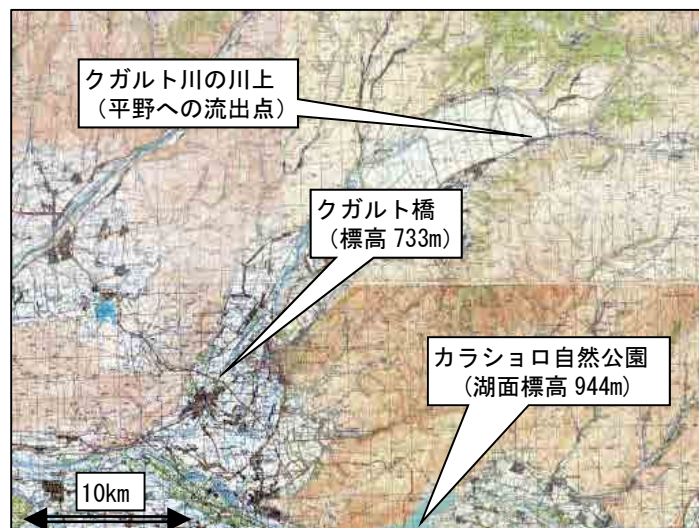 クガルト川の川上
（平野への流出点）
クガルト橋
（標高 733m）
カラショロ自然公園
（湖面標高 944m）
10km